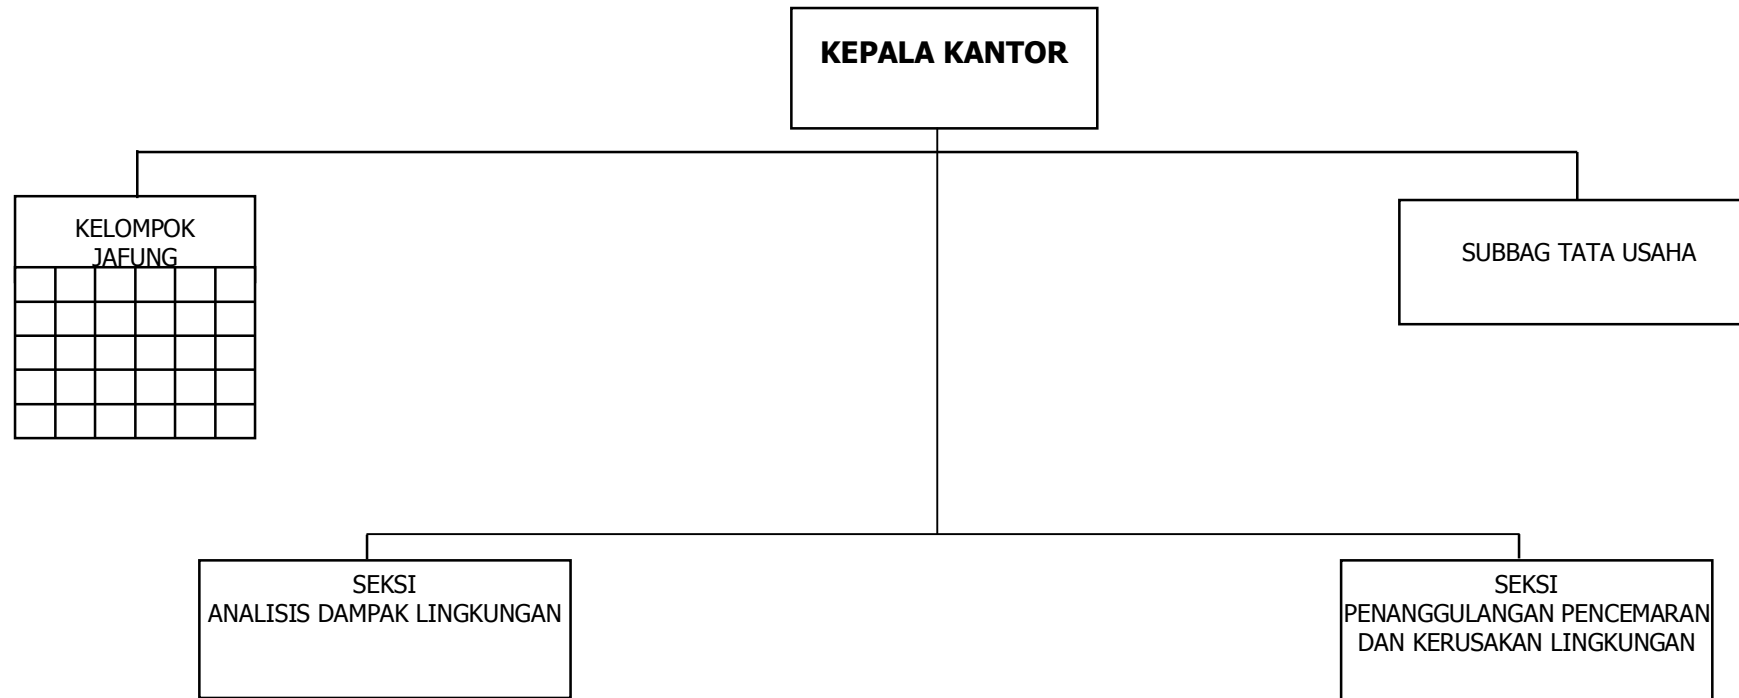 KEPALA KANTOR
KELOMPOK
JAFUNG
SUBBAG TATA USAHA
SEKSI
ANALISIS DAMPAK LINGKUNGAN
SEKSI
PENANGGULANGAN PENCEMARAN
DAN KERUSAKAN LINGKUNGAN